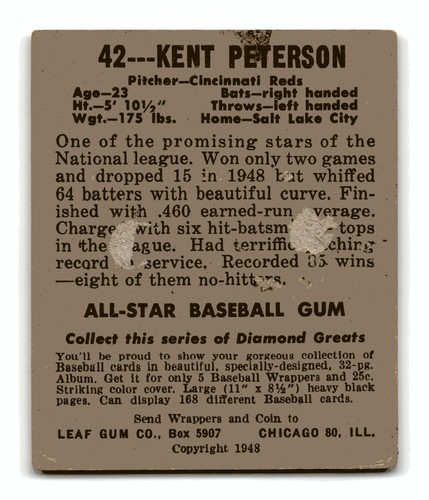 42---KENT PETERSON
Pitcher—Cincinnati Reds
Age—23 Bats—right handed
Ht.—5' 10½" Throws—left handed
Wgt.—175 lbs. Home—Salt Lake City
One of the promising stars of the
National league. Won only two games
and dropped 15 in 1948 but whiffed
64 batters with beautiful curve. Fin-
ished with .460 earned-run verage.
Charge with six hit-batsm tops
in the ague. Had terrific ching
record service. Recorded 35 wins
—eight of them no-hitters.
ALL-STAR BASEBALL GUM
Collect this series of Diamond Greats
You'll be proud to show your gorgeous collection of
Baseball cards in beautiful, specially-designed, 32-pg.
Album. Get it for only 5 Baseball Wrappers and 25c.
Striking color cover. Large (11" x 8½") heavy black
pages. Can display 168 different Baseball cards.
Send Wrappers and Coin to
LEAF GUM CO., Box 5907 CHICAGO 80, ILL.
Copyright 1948